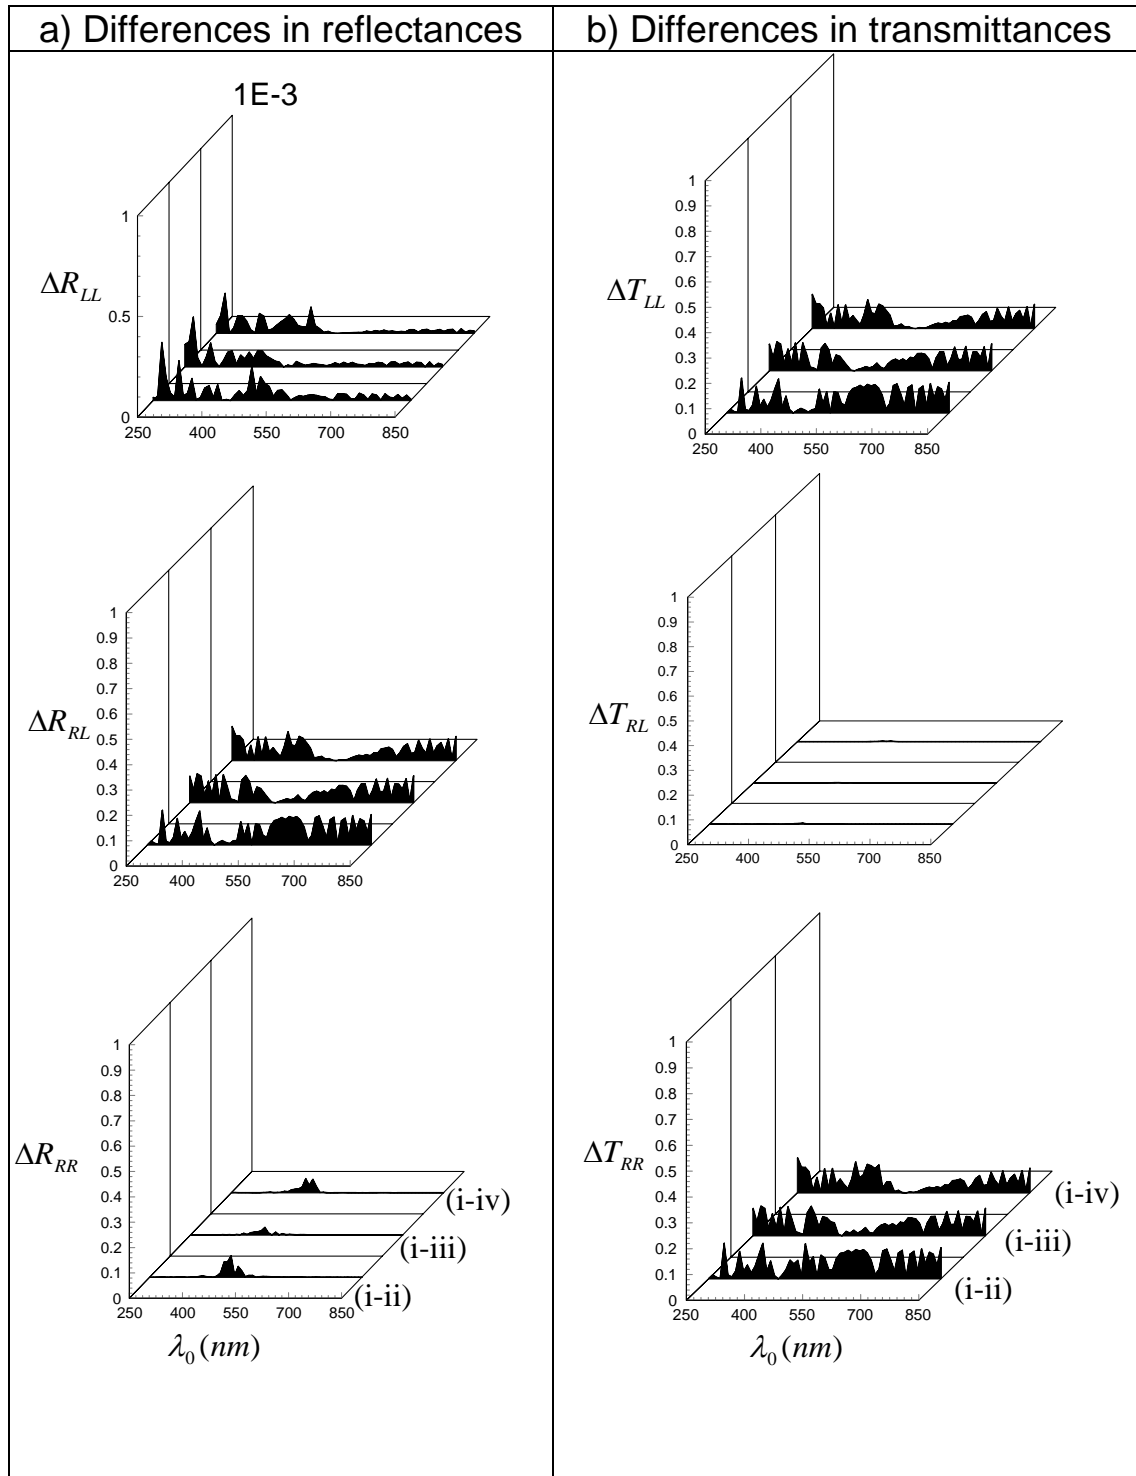 a) Differences in reflectances
b) Differences in transmittances
1E-3
1
0.5
0
ΔR_LL
250 400 550 700 850
1
0.9
0.8
0.7
0.6
0.5
0.4
0.3
0.2
0.1
0
ΔT_LL
250 400 550 700 850
1
0.9
0.8
0.7
0.6
0.5
0.4
0.3
0.2
0.1
0
ΔR_RL
250 400 550 700 850
1
0.9
0.8
0.7
0.6
0.5
0.4
0.3
0.2
0.1
0
ΔT_RL
250 400 550 700 850
1
0.9
0.8
0.7
0.6
0.5
0.4
0.3
0.2
0.1
0
ΔR_RR
(i-iv)
(i-iii)
(i-ii)
250 400 550 700 850
λ₀ (nm)
1
0.9
0.8
0.7
0.6
0.5
0.4
0.3
0.2
0.1
0
ΔT_RR
(i-iv)
(i-iii)
(i-ii)
250 400 550 700 850
λ₀ (nm)